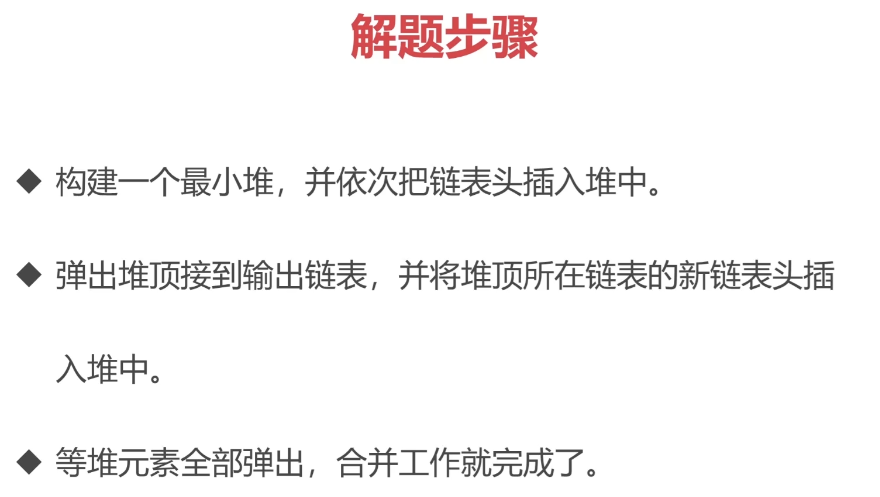 解题步骤
◆ 构建一个最小堆，并依次把链表头插入堆中。
◆ 弹出堆顶接到输出链表，并将堆顶所在链表的新链表头插
入堆中。
◆ 等堆元素全部弹出，合并工作就完成了。